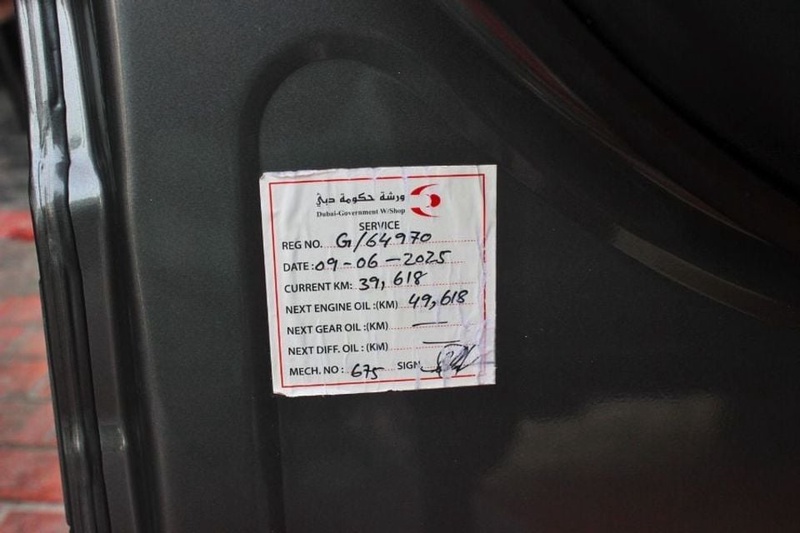 ورشة حكومة دبي
Dubai-Government W/Shop
SERVICE
REG NO. G/64970
DATE: 09-06-2025
CURRENT KM: 39,618
NEXT ENGINE OIL:(KM) 49,618
NEXT GEAR OIL:(KM) —
NEXT DIFF. OIL:(KM) —
MECH. NO: 675 SIGN